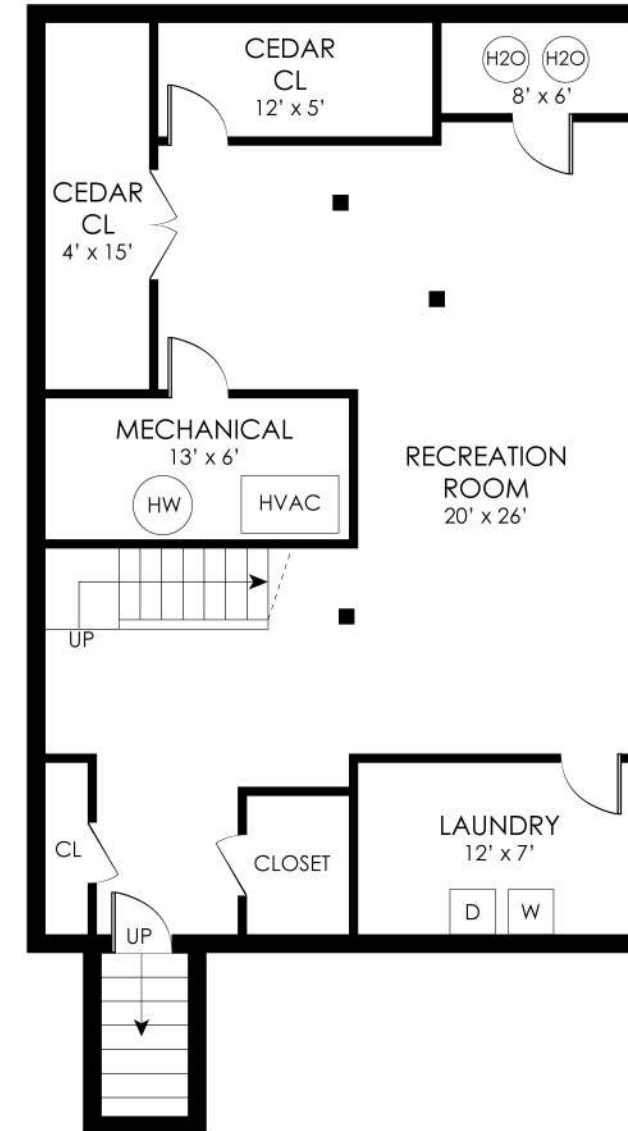 CEDAR
CL
12' x 5'
H2O H2O
8' x 6'
CEDAR
CL
4' x 15'
MECHANICAL
13' x 6'
HW
HVAC
RECREATION
ROOM
20' x 26'
UP
CL
CLOSET
LAUNDRY
12' x 7'
D W
UP